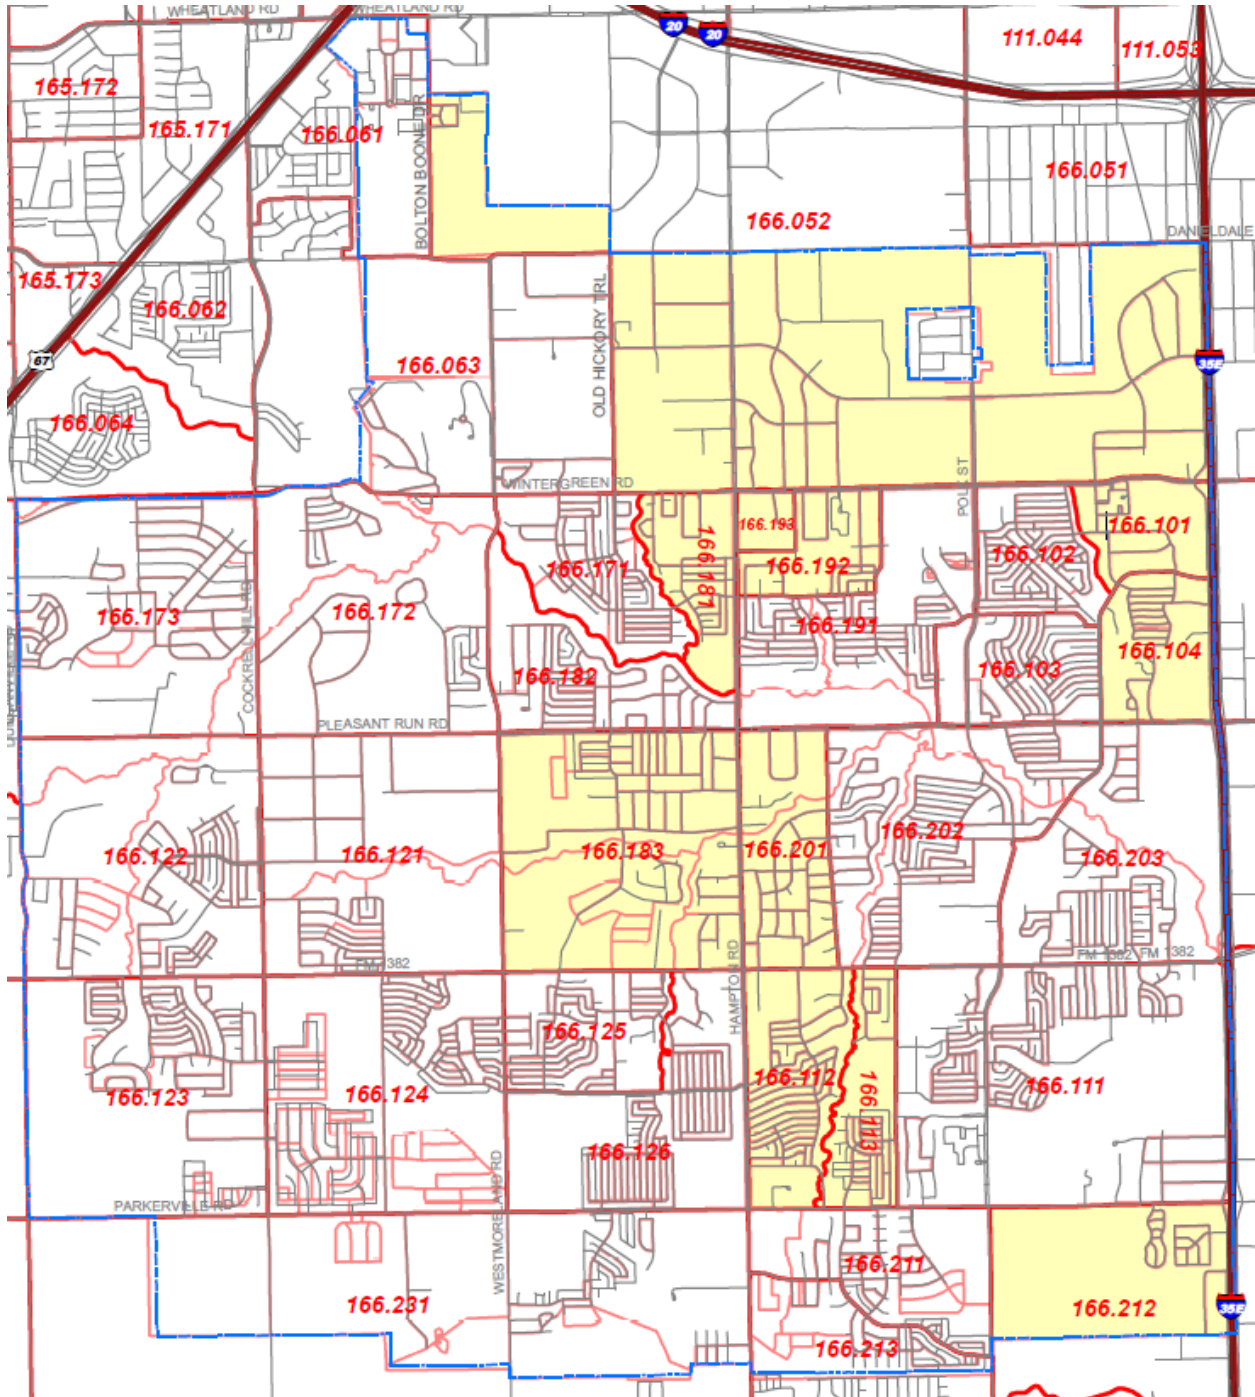 WHEATLAND RD
WHEATLAND RD
20
20
111.044
111.053
165.172
165.171
166.061
BOLTON BOONE DR
166.051
166.052
DANIELDALE
165.173
166.062
OLD HICKORY TRL
67
166.063
35E
166.064
WINTERGREEN RD
POLK ST
166.193
166.181
166.101
166.102
166.171
166.192
COCKRELL HILL RD
166.173
166.172
166.191
166.104
166.182
166.103
PLEASANT RUN RD
166.122
166.121
166.183
166.201
166.202
166.203
HAMPTON RD
FM 1382
FM 1382
FM 1382
166.125
166.112
166.113
166.111
166.123
166.124
166.126
WESTMORELAND RD
PARKERVILLE RD
166.211
166.231
166.212
35E
166.213